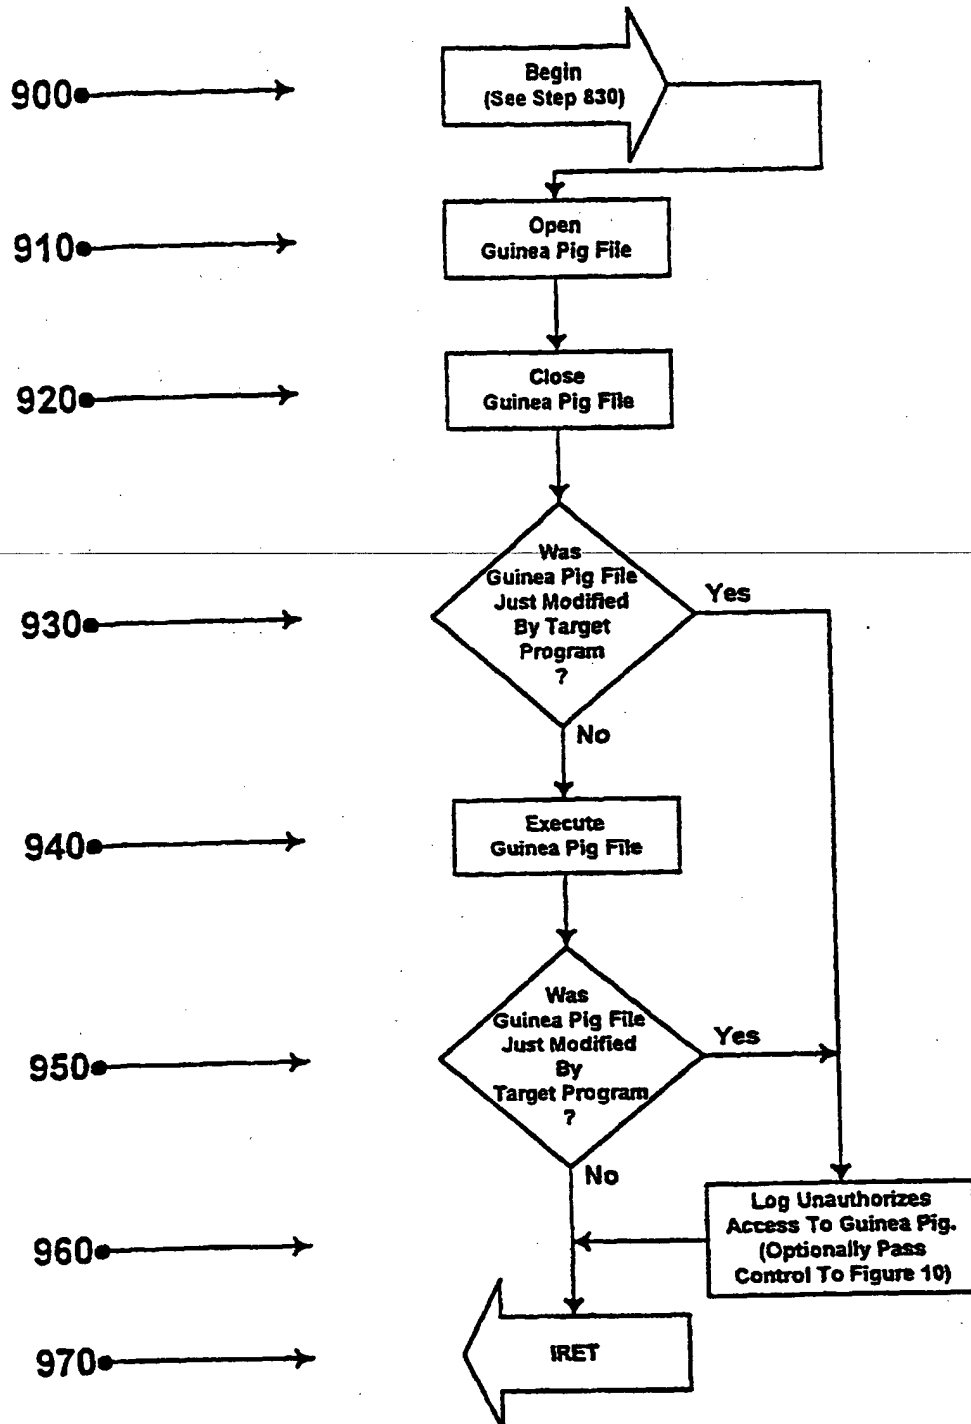 900
Begin
(See Step 830)
910
Open
Guinea Pig File
920
Close
Guinea Pig File
930
Was
Guinea Pig File
Just Modified
By Target
Program
?
Yes
No
940
Execute
Guinea Pig File
950
Was
Guinea Pig File
Just Modified
By
Target Program
?
Yes
No
960
Log Unauthorizes
Access To Guinea Pig.
(Optionally Pass
Control To Figure 10)
970
IRET